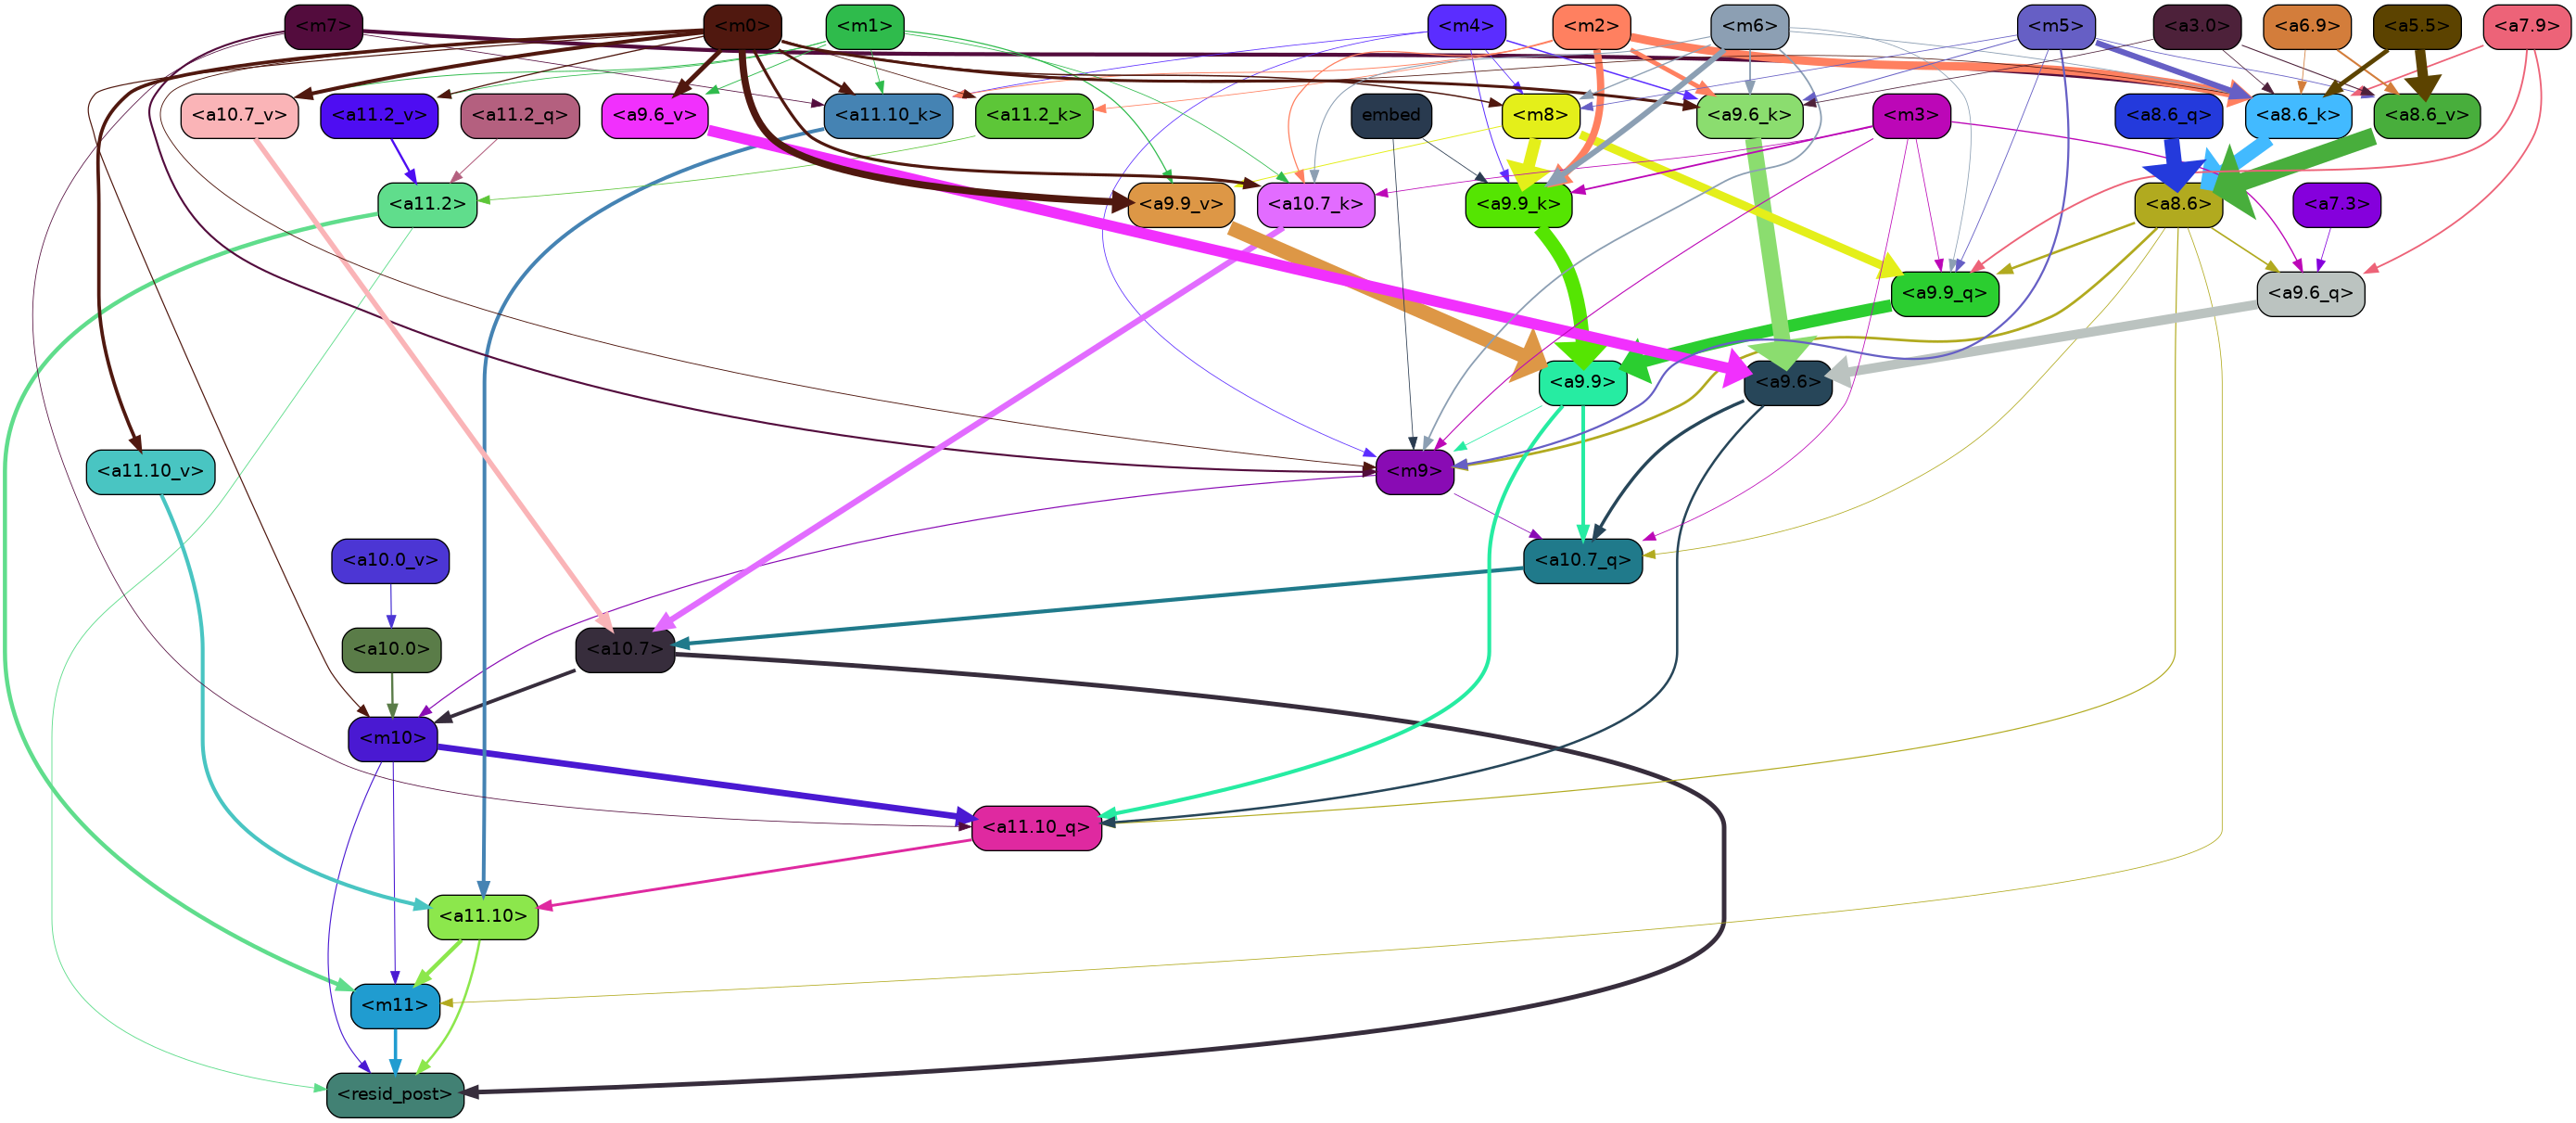 <m7> <m0> <m1> <m4> <m2> <m6> <m5> <a3.0> <a6.9> <a5.5> <a7.9>
<a10.7_v> <a11.2_v> <a11.2_q> <a9.6_v> <a11.10_k> <a11.2_k> embed <m8> <a9.6_k> <m3> <a8.6_q> <a8.6_k> <a8.6_v>
<a11.2> <a9.9_v> <a10.7_k> <a9.9_k> <a8.6> <a7.3>
<a9.9_q> <a9.6_q>
<a9.9> <a9.6>
<a11.10_v> <m9>
<a10.0_v> <a10.7_q>
<a10.0> <a10.7>
<m10>
<a11.10_q>
<a11.10>
<m11>
<resid_post>